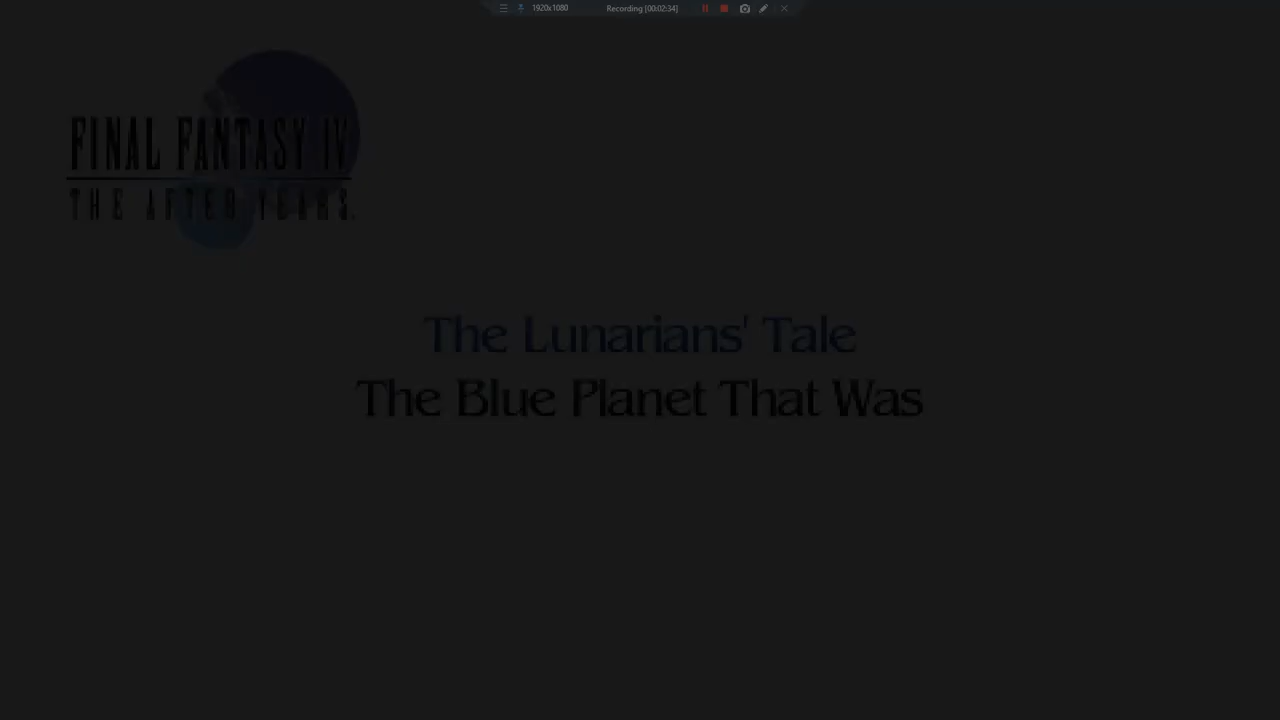 1920x1080 Recording [00:02:34]
FINAL FANTASY IV
THE AFTER YEARS
The Lunarians' Tale
The Blue Planet That Was